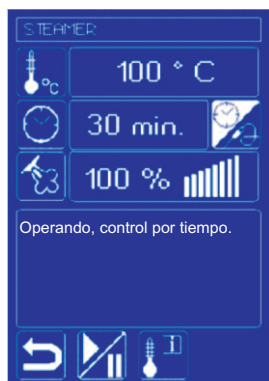 STEAMER
°C
100 ° C
30 min.
100 %
Operando, control por tiempo.